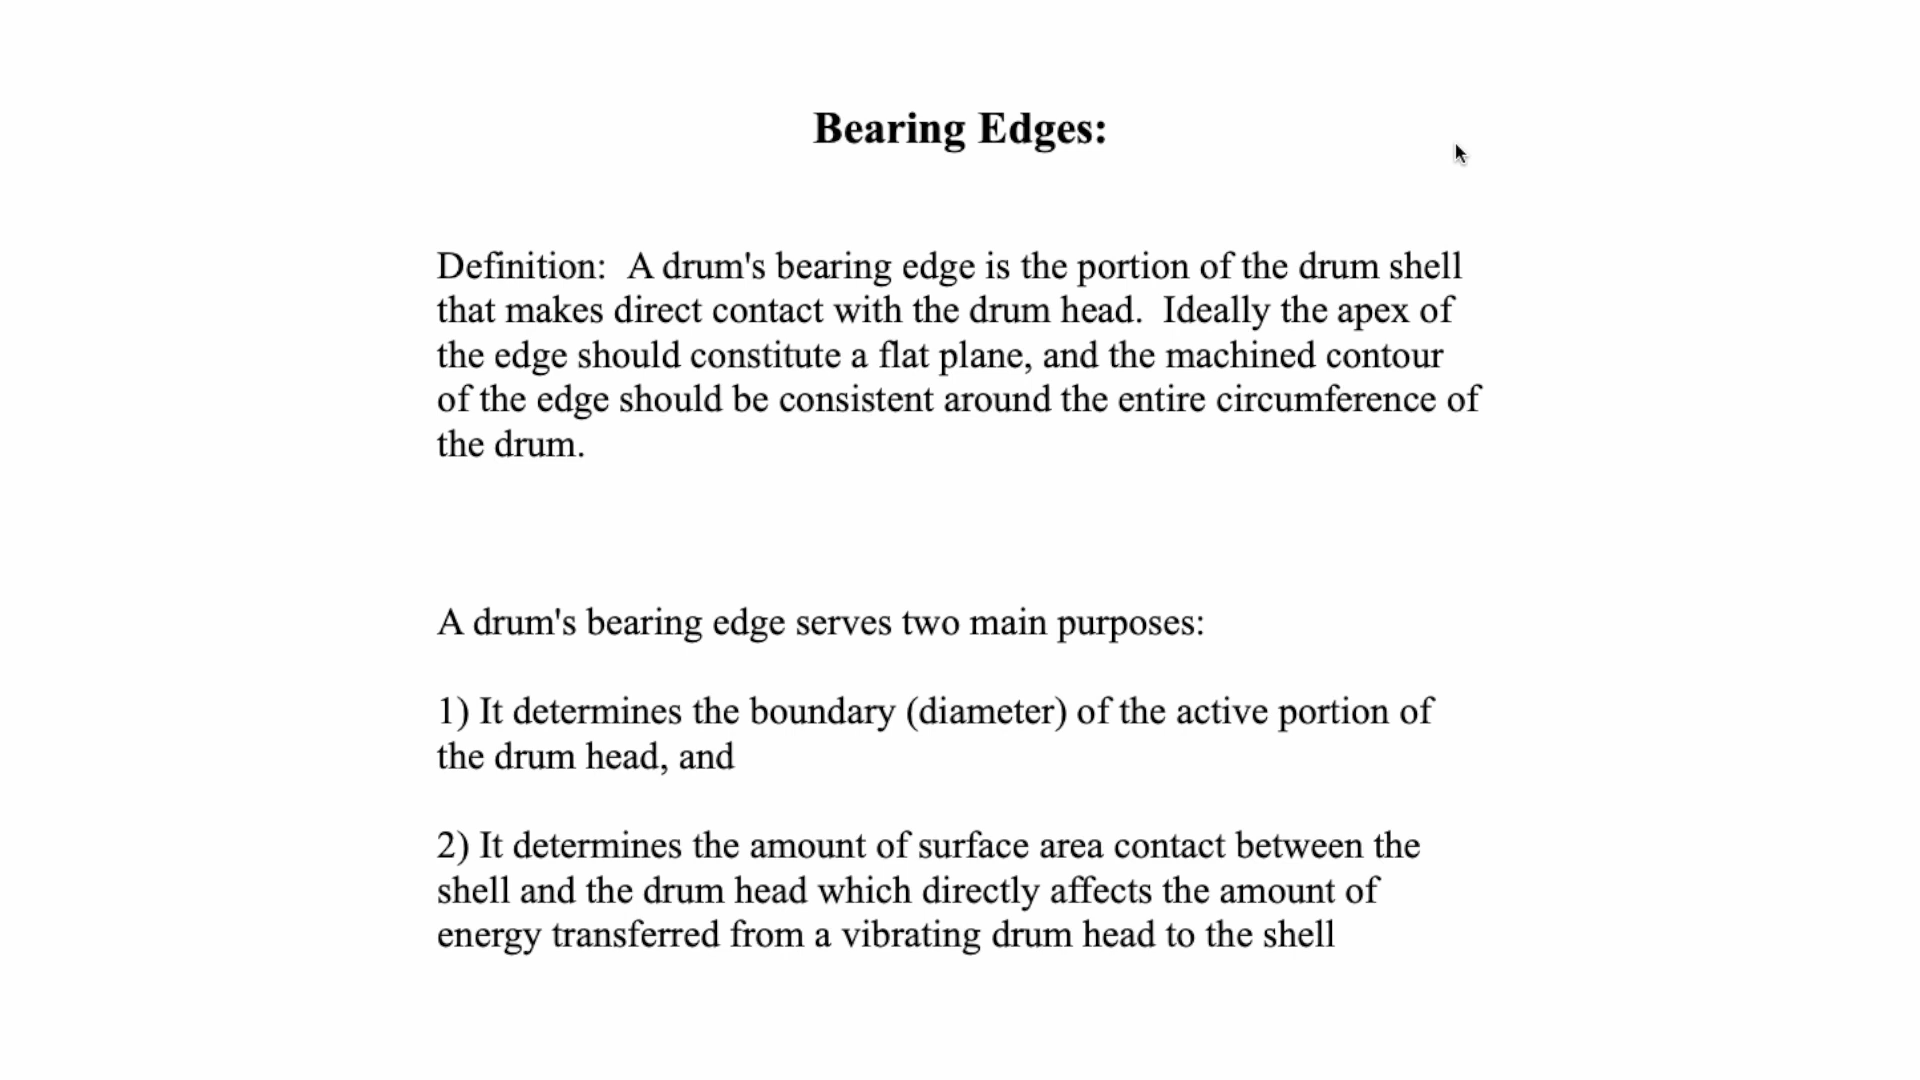 Bearing Edges:
Definition:  A drum's bearing edge is the portion of the drum shell
that makes direct contact with the drum head.  Ideally the apex of
the edge should constitute a flat plane, and the machined contour
of the edge should be consistent around the entire circumference of
the drum.
A drum's bearing edge serves two main purposes:
1) It determines the boundary (diameter) of the active portion of
the drum head, and
2) It determines the amount of surface area contact between the
shell and the drum head which directly affects the amount of
energy transferred from a vibrating drum head to the shell